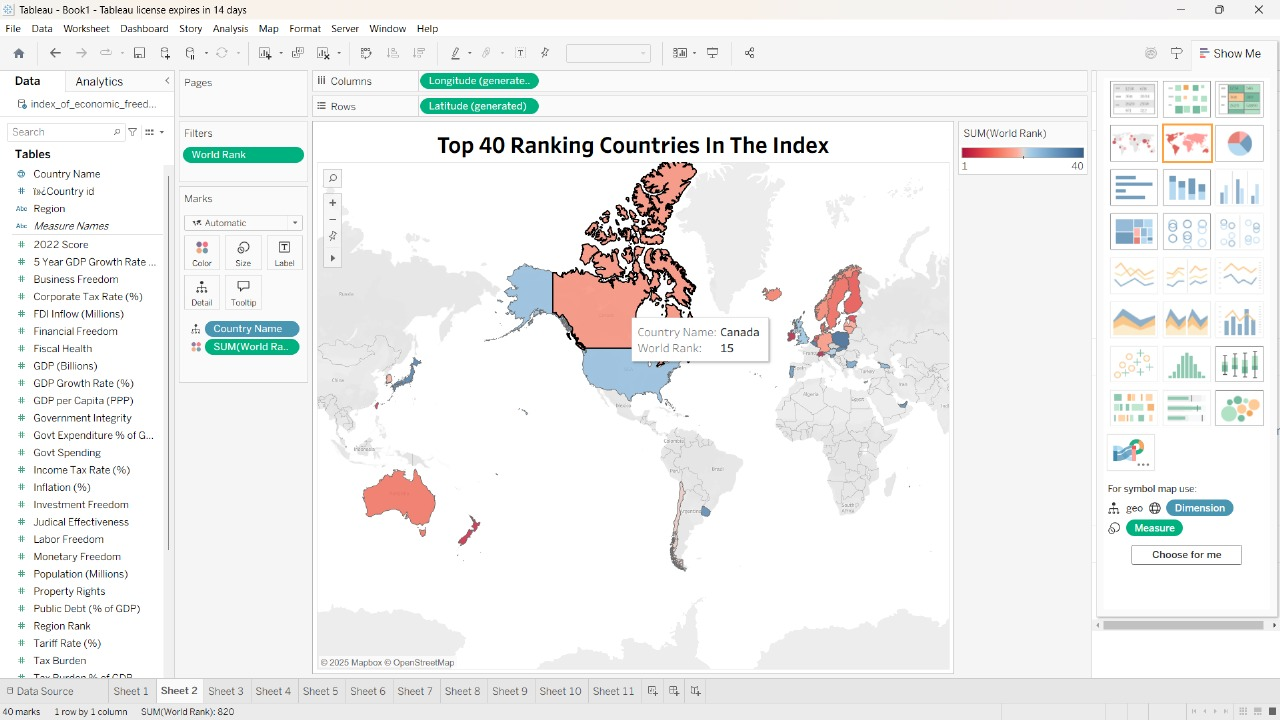 Tableau - Book1 - Tableau license expires in 14 days
File Data Worksheet Dashboard Story Analysis Map Format Server Window Help
Show Me
Data Analytics
index_of_economic_freed...
Search
Tables
Country Name
Country id
Region
Abc Measure Names
2022 Score
5 Year GDP Growth Rate ...
Business Freedom
Corporate Tax Rate (%)
FDI Inflow (Millions)
Financial Freedom
Fiscal Health
GDP (Billions)
GDP Growth Rate (%)
GDP per Capita (PPP)
Government Integrity
Govt Expenditure % of G...
Govt Spending
Income Tax Rate (%)
Inflation (%)
Investment Freedom
Judical Effectiveness
Labor Freedom
Monetary Freedom
Population (Millions)
Property Rights
Public Debt (% of GDP)
Region Rank
Tariff Rate (%)
Tax Burden
Pages
Filters
World Rank
Marks
Automatic
Color Size Label
Detail Tooltip
Country Name
SUM(World Ra..
Columns Longitude (generate..
Rows Latitude (generated)
Top 40 Ranking Countries In The Index
Country Name: Canada
World Rank: 15
© 2025 Mapbox © OpenStreetMap
SUM(World Rank)
1 40
For symbol map use:
geo Dimension
Measure
Choose for me
Data Source Sheet 1 Sheet 2 Sheet 3 Sheet 4 Sheet 5 Sheet 6 Sheet 7 Sheet 8 Sheet 9 Sheet 10 Sheet 11
40 marks 1 row by 1 column SUM(World Rank): 820